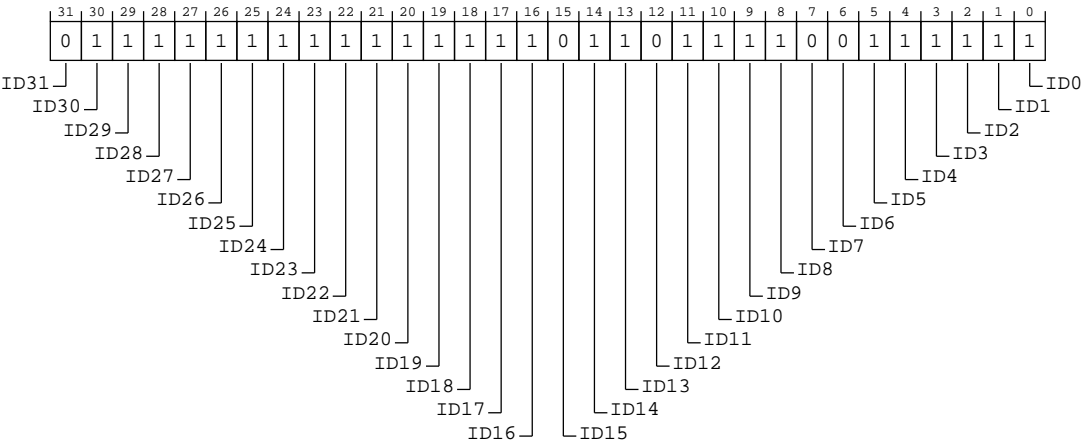 31 30 29 28 27 26 25 24 23 22 21 20 19 18 17 16 15 14 13 12 11 10 9 8 7 6 5 4 3 2 1 0
0 1 1 1 1 1 1 1 1 1 1 1 1 1 1 1 0 1 1 0 1 1 1 1 0 0 1 1 1 1 1 1
ID31 ID0
ID30 ID1
ID29 ID2
ID28 ID3
ID27 ID4
ID26 ID5
ID25 ID6
ID24 ID7
ID23 ID8
ID22 ID9
ID21 ID10
ID20 ID11
ID19 ID12
ID18 ID13
ID17 ID14
ID16 ID15